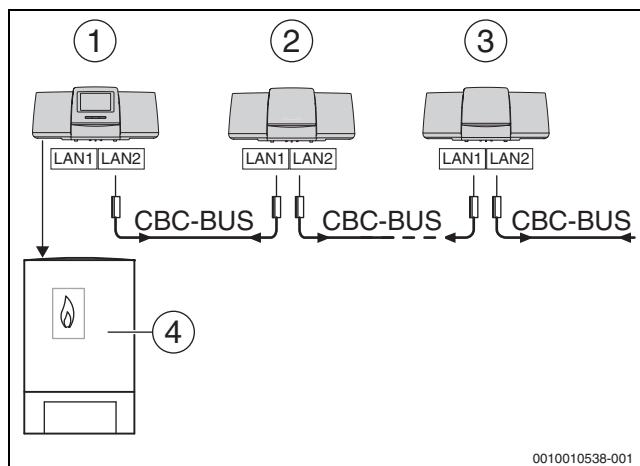 1 2 3
LAN1 LAN2 LAN1 LAN2 LAN1 LAN2
CBC-BUS CBC-BUS CBC-BUS
4
0010010538-001